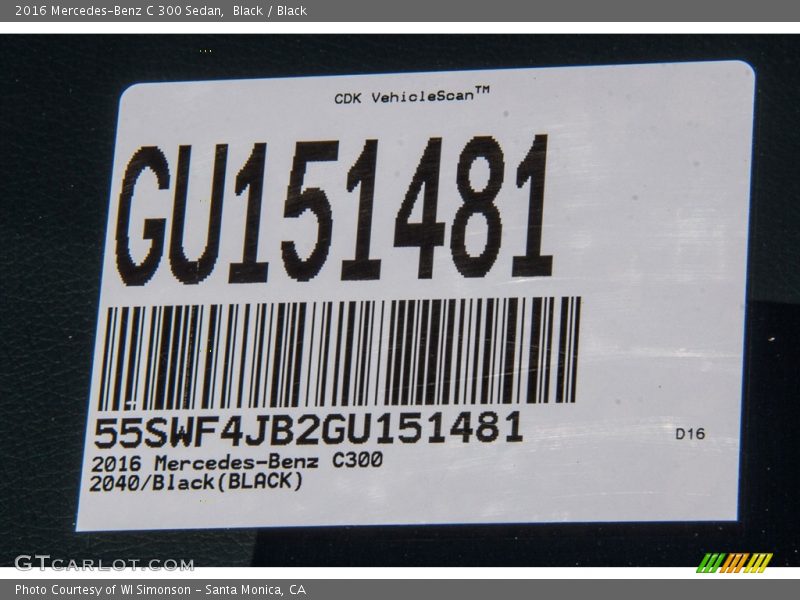 2016 Mercedes-Benz C 300 Sedan,  Black / Black
CDK VehicleScan™
GU151481
55SWF4JB2GU151481
D16
2016 Mercedes-Benz C300
2040/Black(BLACK)
GTCARLOT.COM
Photo Courtesy of WI Simonson - Santa Monica, CA